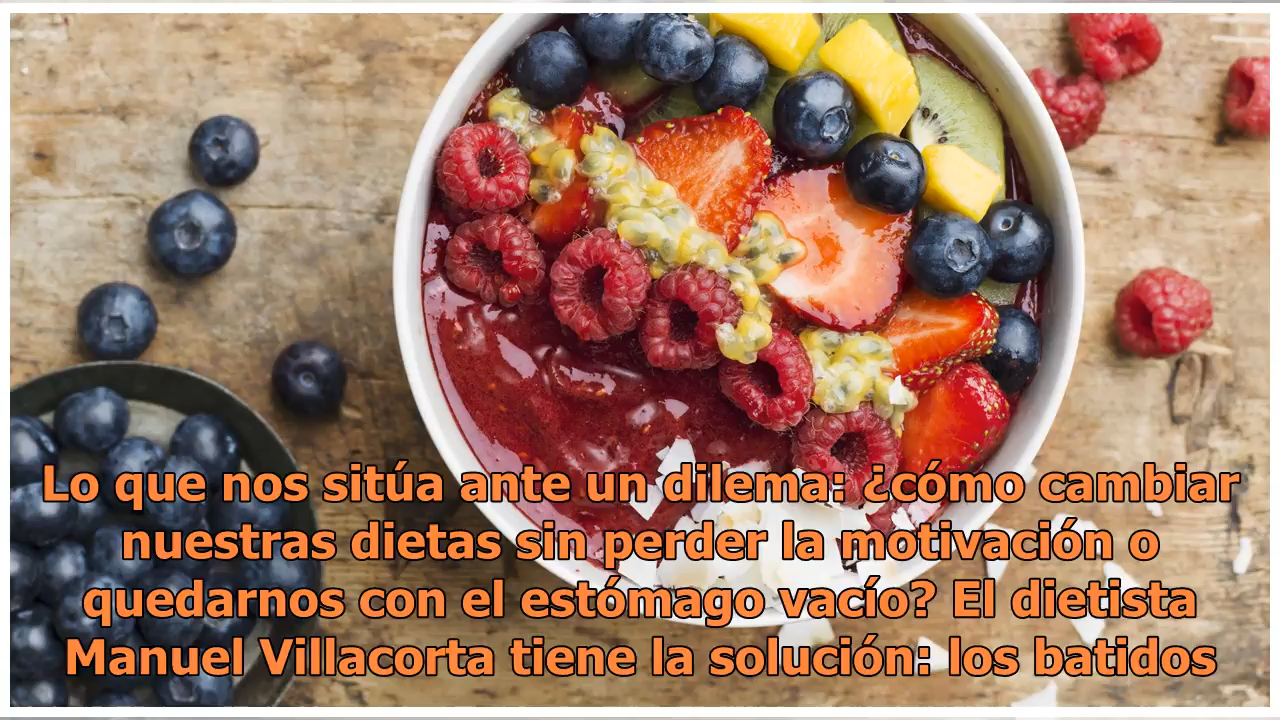 Lo que nos sitúa ante un dilema: ¿cómo cambiar
nuestras dietas sin perder la motivación o
quedarnos con el estómago vacío? El dietista
Manuel Villacorta tiene la solución: los batidos